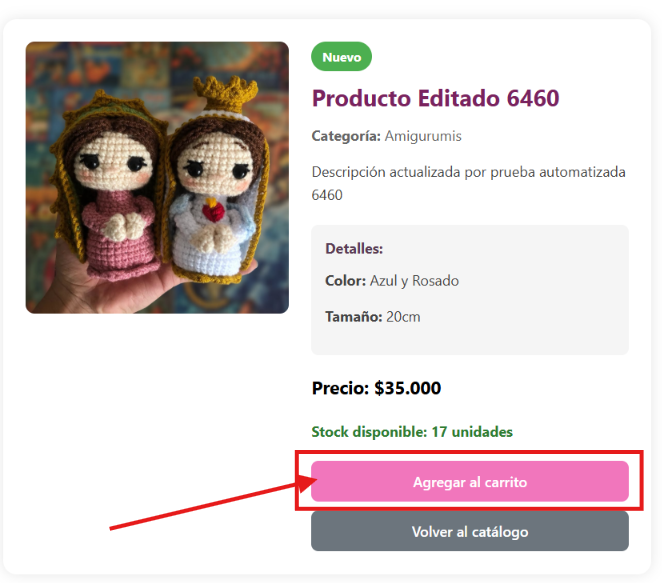 Nuevo
Producto Editado 6460
Categoría: Amigurumis
Descripción actualizada por prueba automatizada
6460
Detalles:
Color: Azul y Rosado
Tamaño: 20cm
Precio: $35.000
Stock disponible: 17 unidades
Agregar al carrito
Volver al catálogo